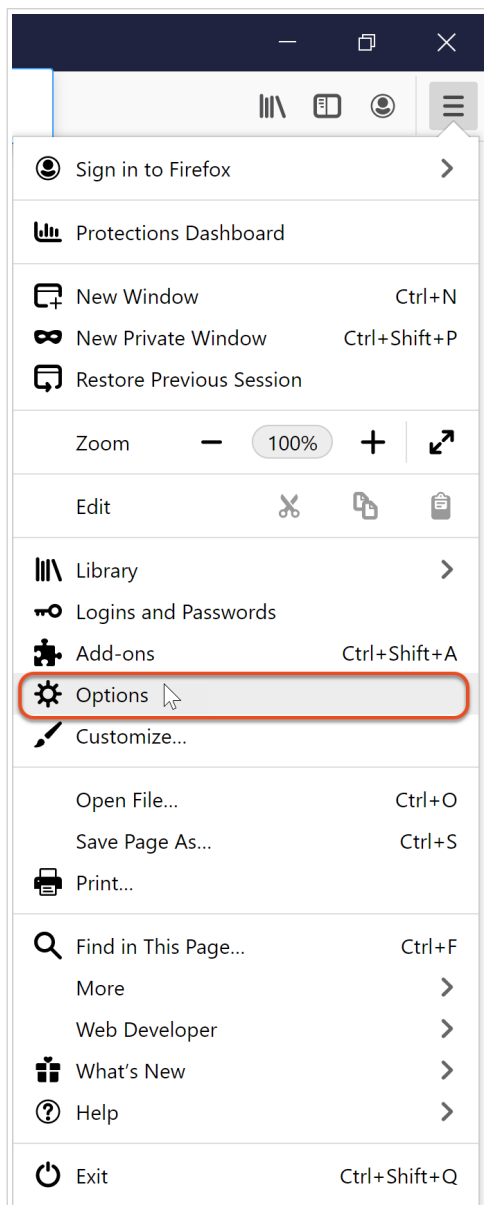 Sign in to Firefox
Protections Dashboard
New Window Ctrl+N
New Private Window Ctrl+Shift+P
Restore Previous Session
Zoom 100%
Edit
Library
Logins and Passwords
Add-ons Ctrl+Shift+A
Options
Customize...
Open File... Ctrl+O
Save Page As... Ctrl+S
Print...
Find in This Page... Ctrl+F
More
Web Developer
What's New
Help
Exit Ctrl+Shift+Q